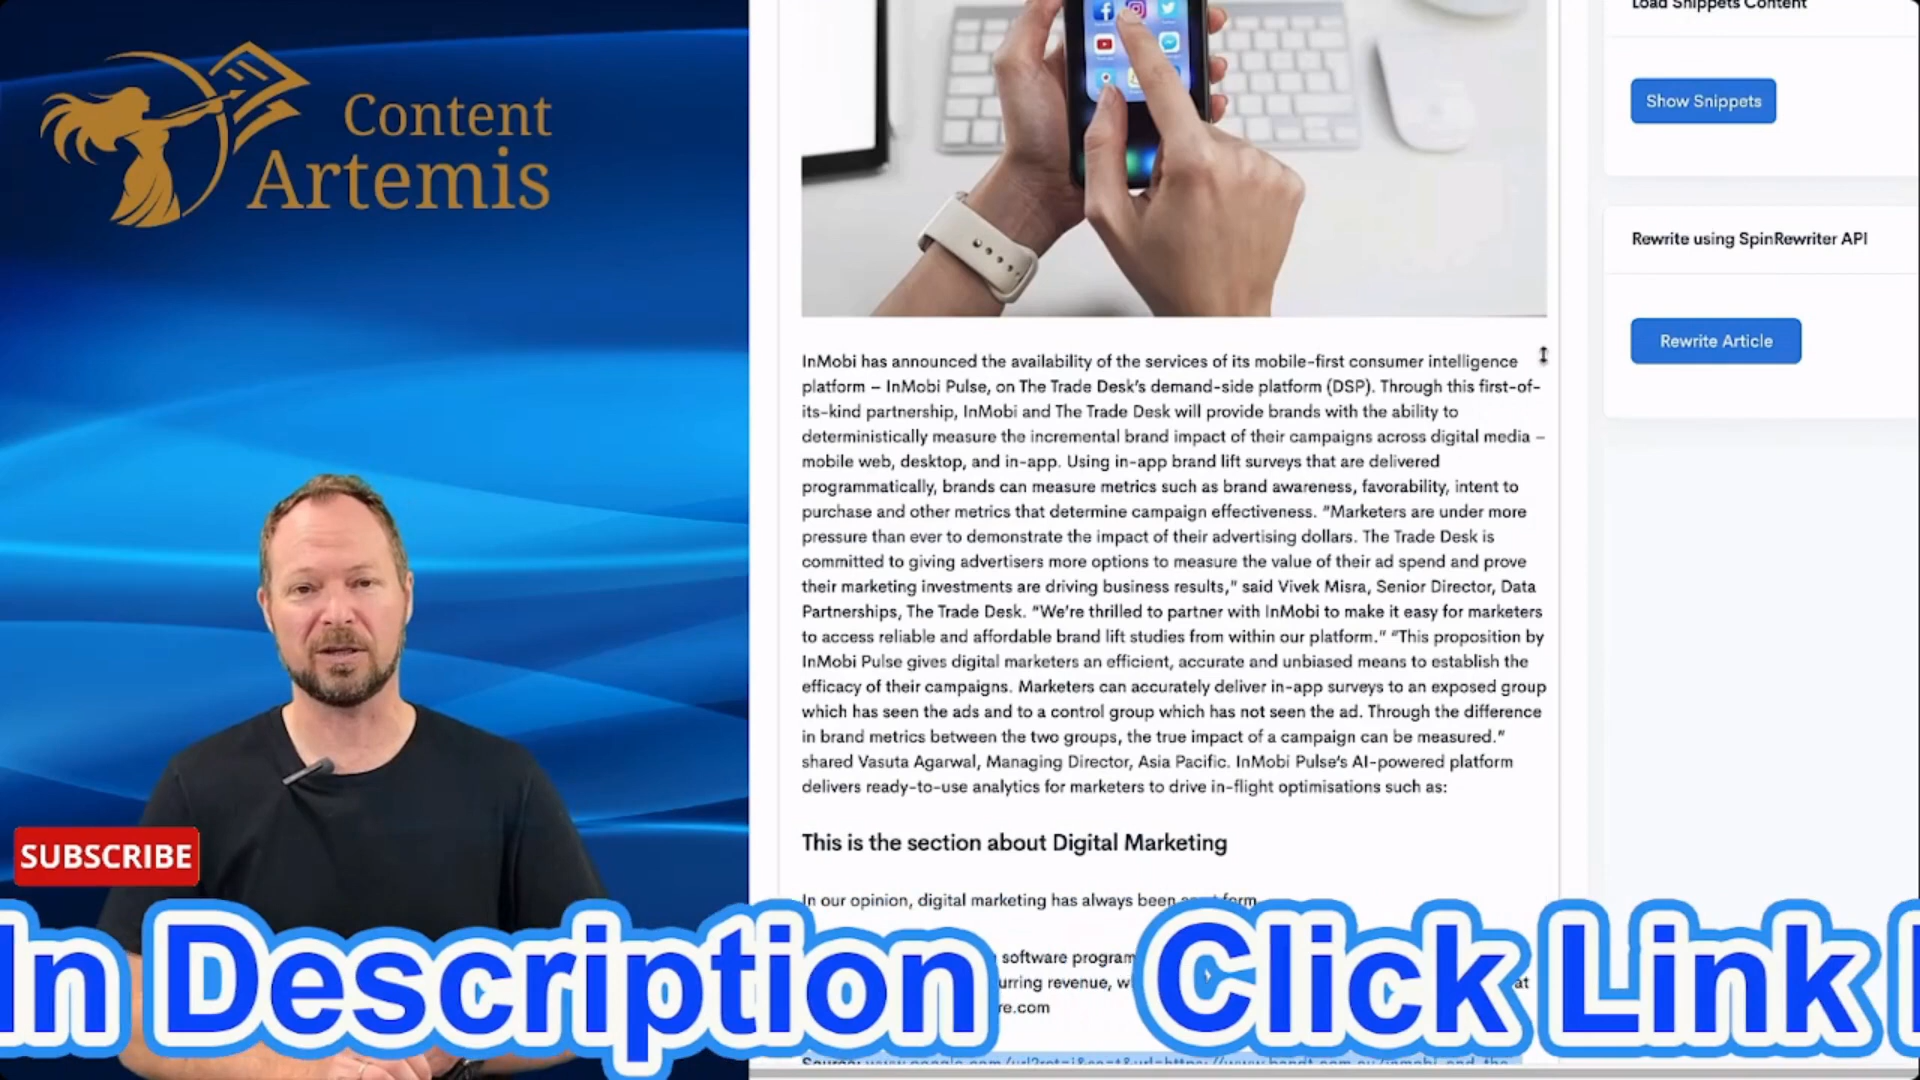 Content
Artemis
Load Snippets Content
Show Snippets
Rewrite using SpinRewriter API
Rewrite Article
InMobi has announced the availability of the services of its mobile-first consumer intelligence
platform – InMobi Pulse, on The Trade Desk's demand-side platform (DSP). Through this first-of-
its-kind partnership, InMobi and The Trade Desk will provide brands with the ability to
deterministically measure the incremental brand impact of their campaigns across digital media –
mobile web, desktop, and in-app. Using in-app brand lift surveys that are delivered
programmatically, brands can measure metrics such as brand awareness, favorability, intent to
purchase and other metrics that determine campaign effectiveness. “Marketers are under more
pressure than ever to demonstrate the impact of their advertising dollars. The Trade Desk is
committed to giving advertisers more options to measure the value of their ad spend and prove
their marketing investments are driving business results,” said Vivek Misra, Senior Director, Data
Partnerships, The Trade Desk. “We're thrilled to partner with InMobi to make it easy for marketers
to access reliable and affordable brand lift studies from within our platform.” “This proposition by
InMobi Pulse gives digital marketers an efficient, accurate and unbiased means to establish the
efficacy of their campaigns. Marketers can accurately deliver in-app surveys to an exposed group
which has seen the ads and to a control group which has not seen the ad. Through the difference
in brand metrics between the two groups, the true impact of a campaign can be measured.”
shared Vasuta Agarwal, Managing Director, Asia Pacific. InMobi Pulse's AI-powered platform
delivers ready-to-use analytics for marketers to drive in-flight optimisations such as:
This is the section about Digital Marketing
In our opinion, digital marketing has always been
software program
urring revenue, w at
re.com
SUBSCRIBE
In Description Click Link